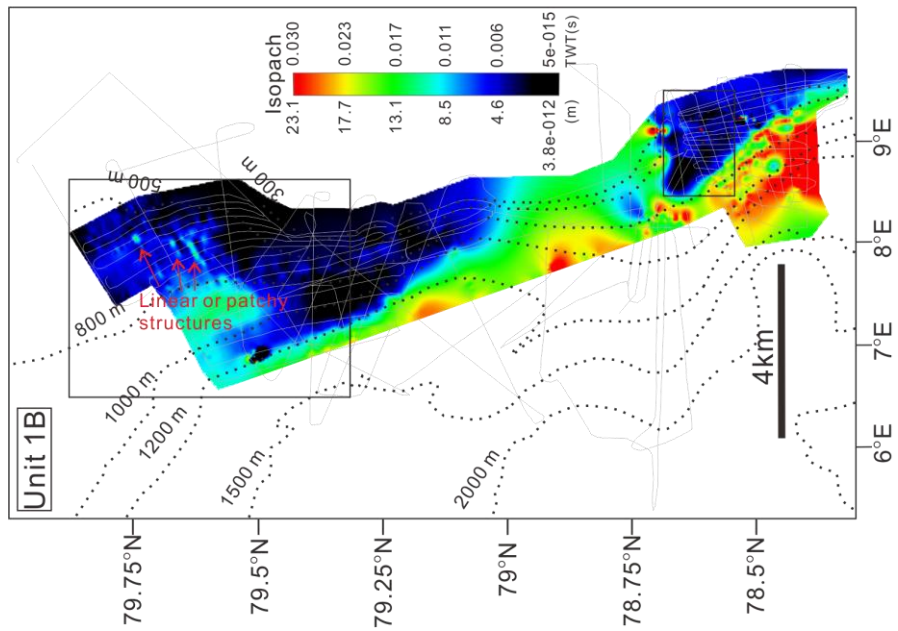 Unit 1B
Isopach
23.1 0.030
17.7 0.023
13.1 0.017
8.5 0.011
4.6 0.006
3.8e-012 5e-015
(m) TWT(s)
500 m
300 m
800 m
Linear or patchy
structures
1000 m
1200 m
1500 m
2000 m
4km
9°E
8°E
7°E
6°E
79.75°N
79.5°N
79.25°N
79°N
78.75°N
78.5°N